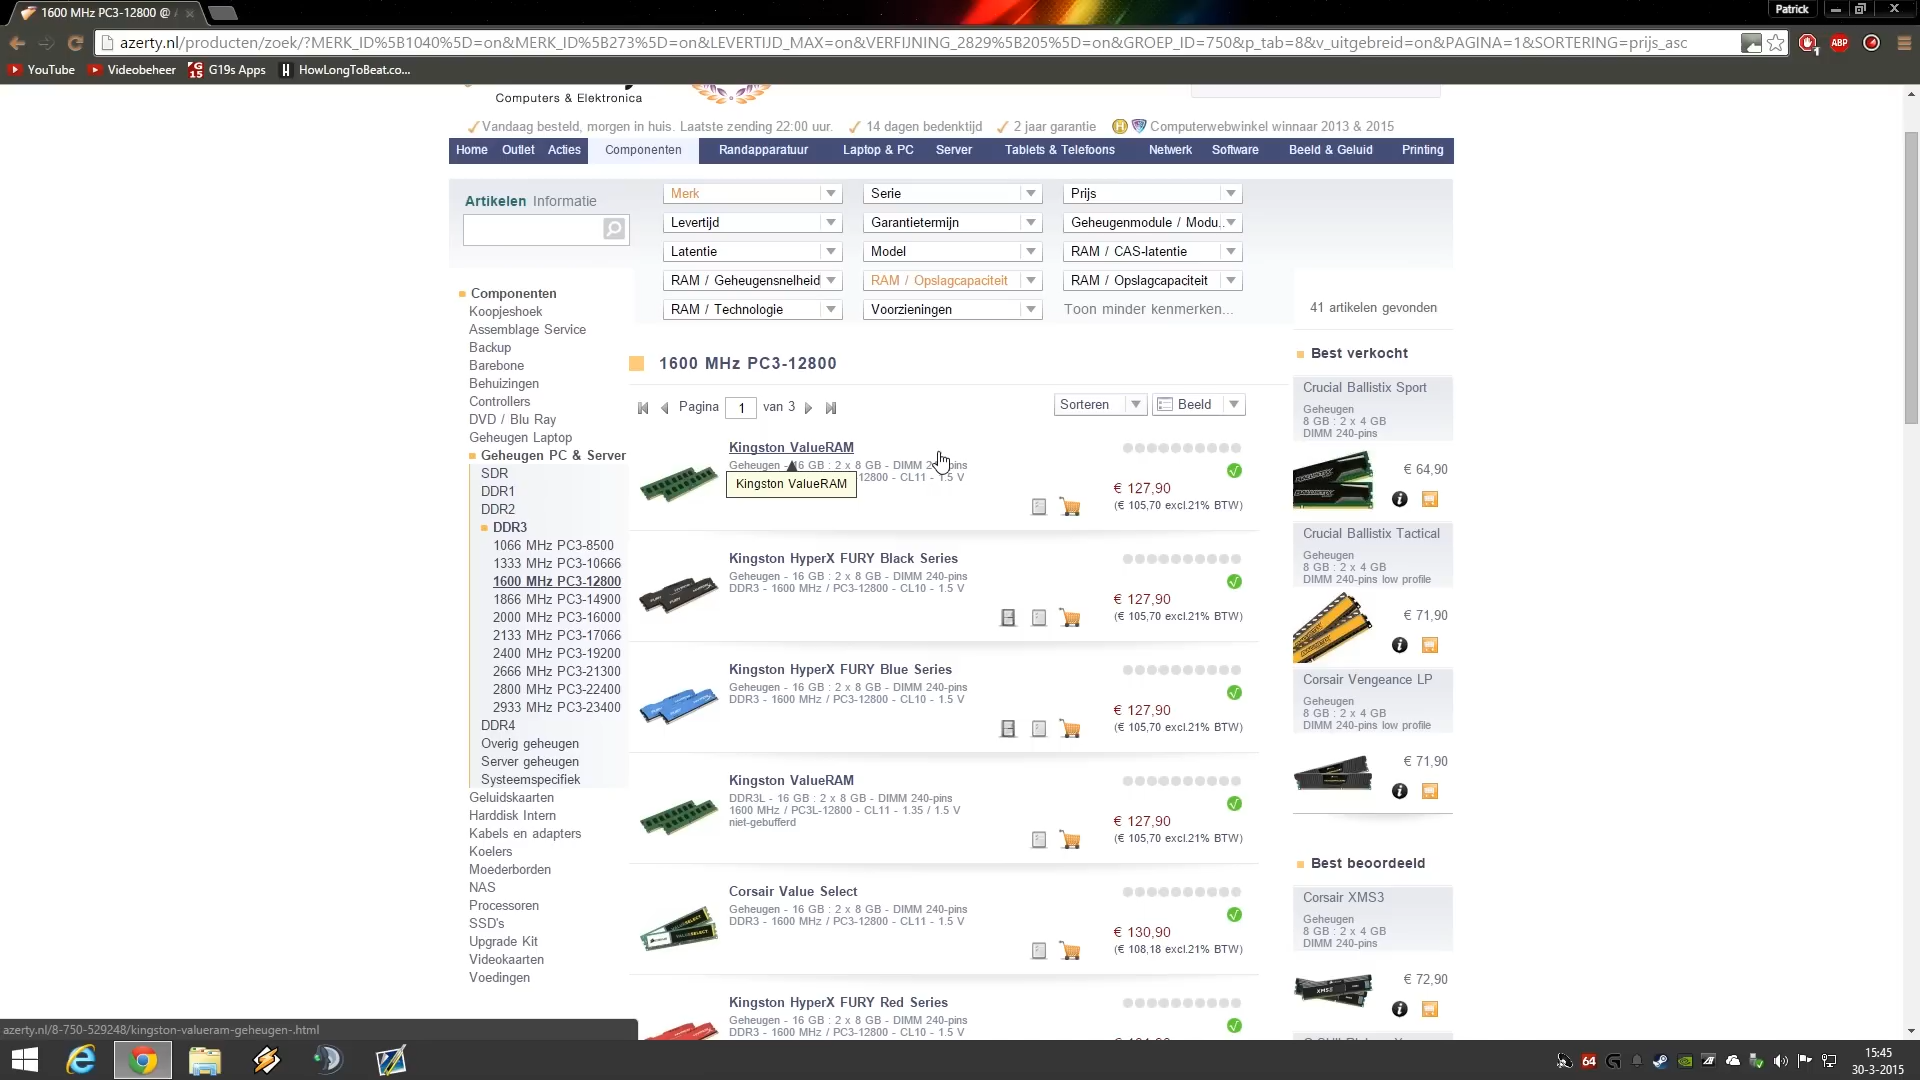 1600 MHz PC3-12800 @ A
Patrick
azerty.nl/producten/zoek/?MERK_ID%5B1040%5D=on&MERK_ID%5B273%5D=on&LEVERTIJD_MAX=on&VERFIJNING_2829%5B205%5D=on&GROEP_ID=750&p_tab=8&v_uitgebreid=on&PAGINA=1&SORTERING=prijs_asc
1 ABP
YouTube Videobeheer G19s Apps HowLongToBeat.co...
Computers & Elektronica
Vandaag besteld, morgen in huis. Laatste zending 22:00 uur. 14 dagen bedenktijd 2 jaar garantie Computerwebwinkel winnaar 2013 & 2015
Home Outlet Acties Componenten Randapparatuur Laptop & PC Server Tablets & Telefoons Netwerk Software Beeld & Geluid Printing
Artikelen Informatie
Merk Serie Prijs
Levertijd Garantietermijn Geheugenmodule / Modu..
Latentie Model RAM / CAS-latentie
RAM / Geheugensnelheid RAM / Opslagcapaciteit RAM / Opslagcapaciteit
RAM / Technologie Voorzieningen Toon minder kenmerken...
41 artikelen gevonden
Componenten
Koopjeshoek
Assemblage Service
Backup
Barebone
Behuizingen
Controllers
DVD / Blu Ray
Geheugen Laptop
Geheugen PC & Server
SDR
DDR1
DDR2
DDR3
1066 MHz PC3-8500
1333 MHz PC3-10666
1600 MHz PC3-12800
1866 MHz PC3-14900
2000 MHz PC3-16000
2133 MHz PC3-17066
2400 MHz PC3-19200
2666 MHz PC3-21300
2800 MHz PC3-22400
2933 MHz PC3-23400
DDR4
Overig geheugen
Server geheugen
Systeemspecifiek
Geluidskaarten
Harddisk Intern
Kabels en adapters
Koelers
Moederborden
NAS
Processoren
SSD's
Upgrade Kit
Videokaarten
Voedingen
1600 MHz PC3-12800
Pagina 1 van 3
Sorteren Beeld
Kingston ValueRAM
Geheugen - 16 GB : 2 x 8 GB - DIMM 240-pins
12800 - CL11 - 1.5 V
Kingston ValueRAM
€ 127,90
(€ 105,70 excl.21% BTW)
Kingston HyperX FURY Black Series
Geheugen - 16 GB : 2 x 8 GB - DIMM 240-pins
DDR3 - 1600 MHz / PC3-12800 - CL10 - 1.5 V
€ 127,90
(€ 105,70 excl.21% BTW)
Kingston HyperX FURY Blue Series
Geheugen - 16 GB : 2 x 8 GB - DIMM 240-pins
DDR3 - 1600 MHz / PC3-12800 - CL10 - 1.5 V
€ 127,90
(€ 105,70 excl.21% BTW)
Kingston ValueRAM
DDR3L - 16 GB : 2 x 8 GB - DIMM 240-pins
1600 MHz / PC3L-12800 - CL11 - 1.35 / 1.5 V
niet-gebufferd
€ 127,90
(€ 105,70 excl.21% BTW)
Corsair Value Select
Geheugen - 16 GB : 2 x 8 GB - DIMM 240-pins
DDR3 - 1600 MHz / PC3-12800 - CL11 - 1.5 V
€ 130,90
(€ 108,18 excl.21% BTW)
Kingston HyperX FURY Red Series
Geheugen - 16 GB : 2 x 8 GB - DIMM 240-pins
DDR3 - 1600 MHz / PC3-12800 - CL10 - 1.5 V
Best verkocht
Crucial Ballistix Sport
Geheugen
8 GB : 2 x 4 GB
DIMM 240-pins
€ 64,90
Crucial Ballistix Tactical
Geheugen
8 GB : 2 x 4 GB
DIMM 240-pins low profile
€ 71,90
Corsair Vengeance LP
Geheugen
8 GB : 2 x 4 GB
DIMM 240-pins low profile
€ 71,90
Best beoordeeld
Corsair XMS3
Geheugen
8 GB : 2 x 4 GB
DIMM 240-pins
€ 72,90
azerty.nl/8-750-529248/kingston-valueram-geheugen-.html
64
15:45
30-3-2015